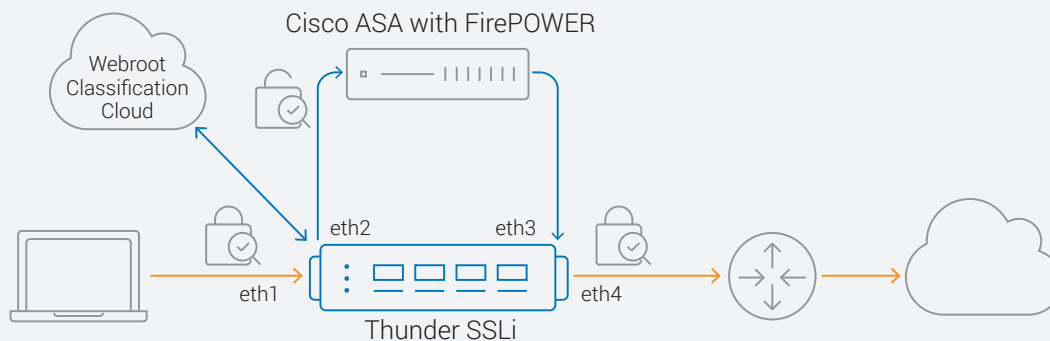 Cisco ASA with FirePOWER
Webroot
Classification
Cloud
eth2
eth3
eth1
eth4
Thunder SSLi